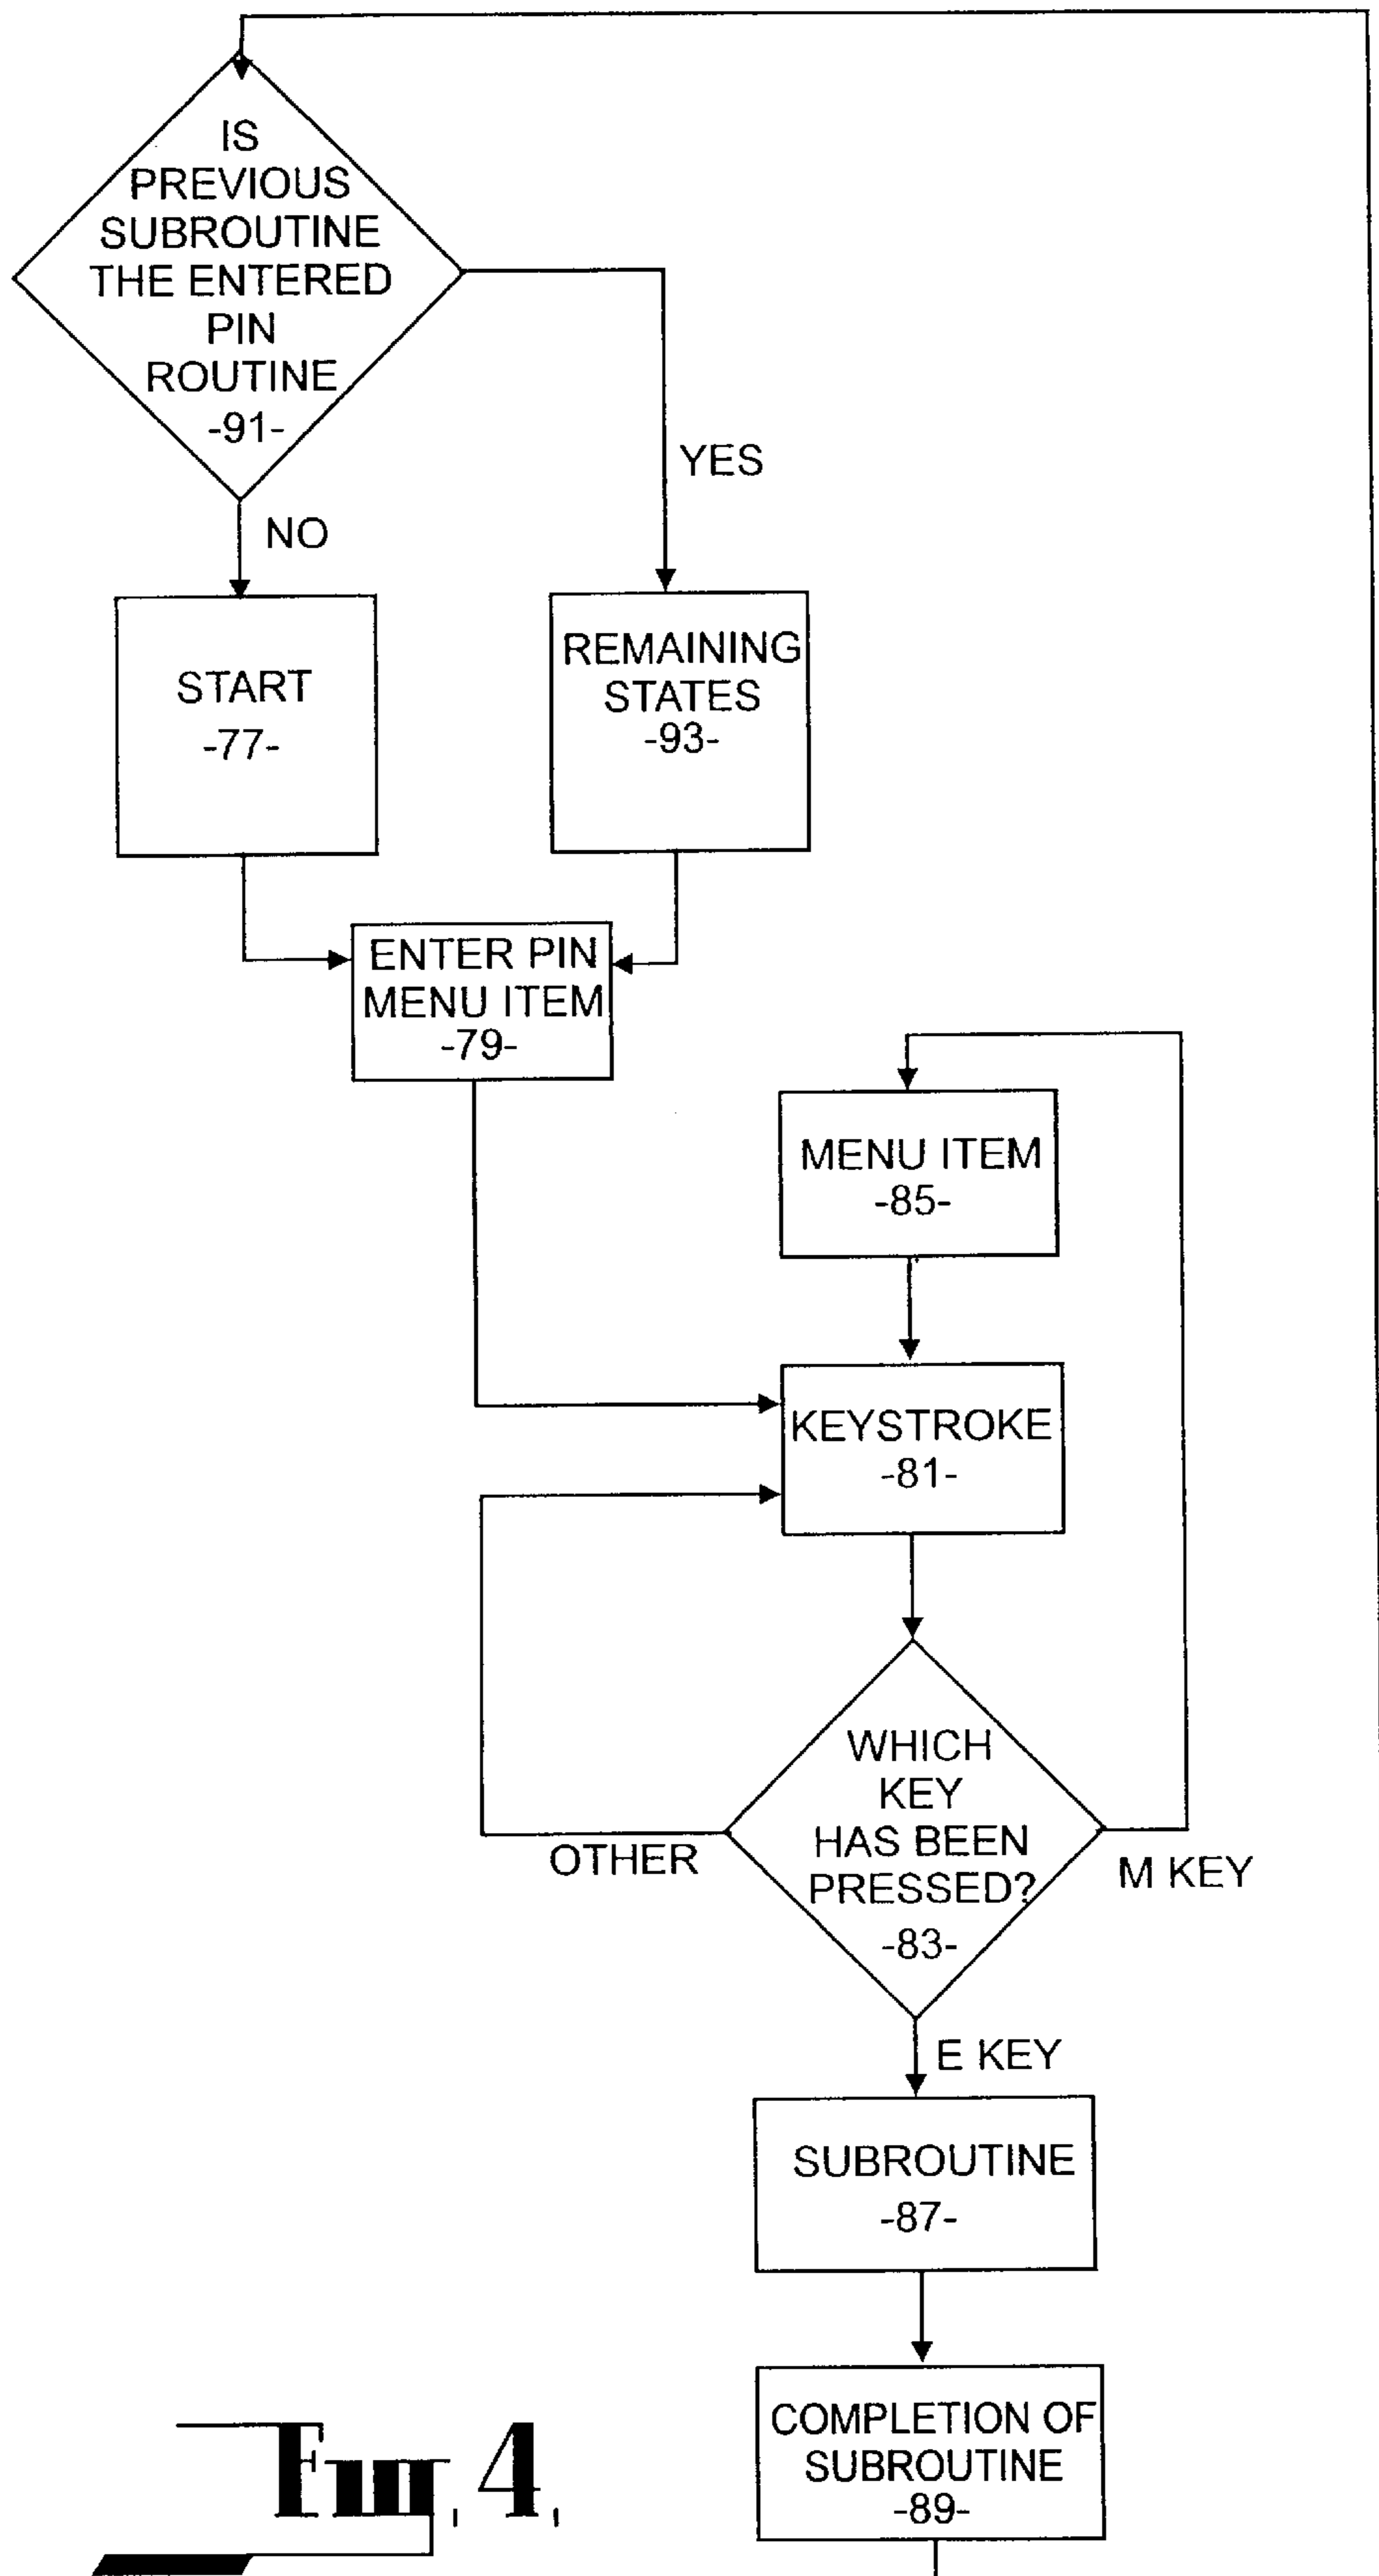 IS
PREVIOUS
SUBROUTINE
THE ENTERED
PIN
ROUTINE
-91-
YES
NO
START
-77-
REMAINING
STATES
-93-
ENTER PIN
MENU ITEM
-79-
MENU ITEM
-85-
KEYSTROKE
-81-
WHICH
KEY
HAS BEEN
PRESSED?
-83-
OTHER
M KEY
E KEY
SUBROUTINE
-87-
COMPLETION OF
SUBROUTINE
-89-
Fig. 4.